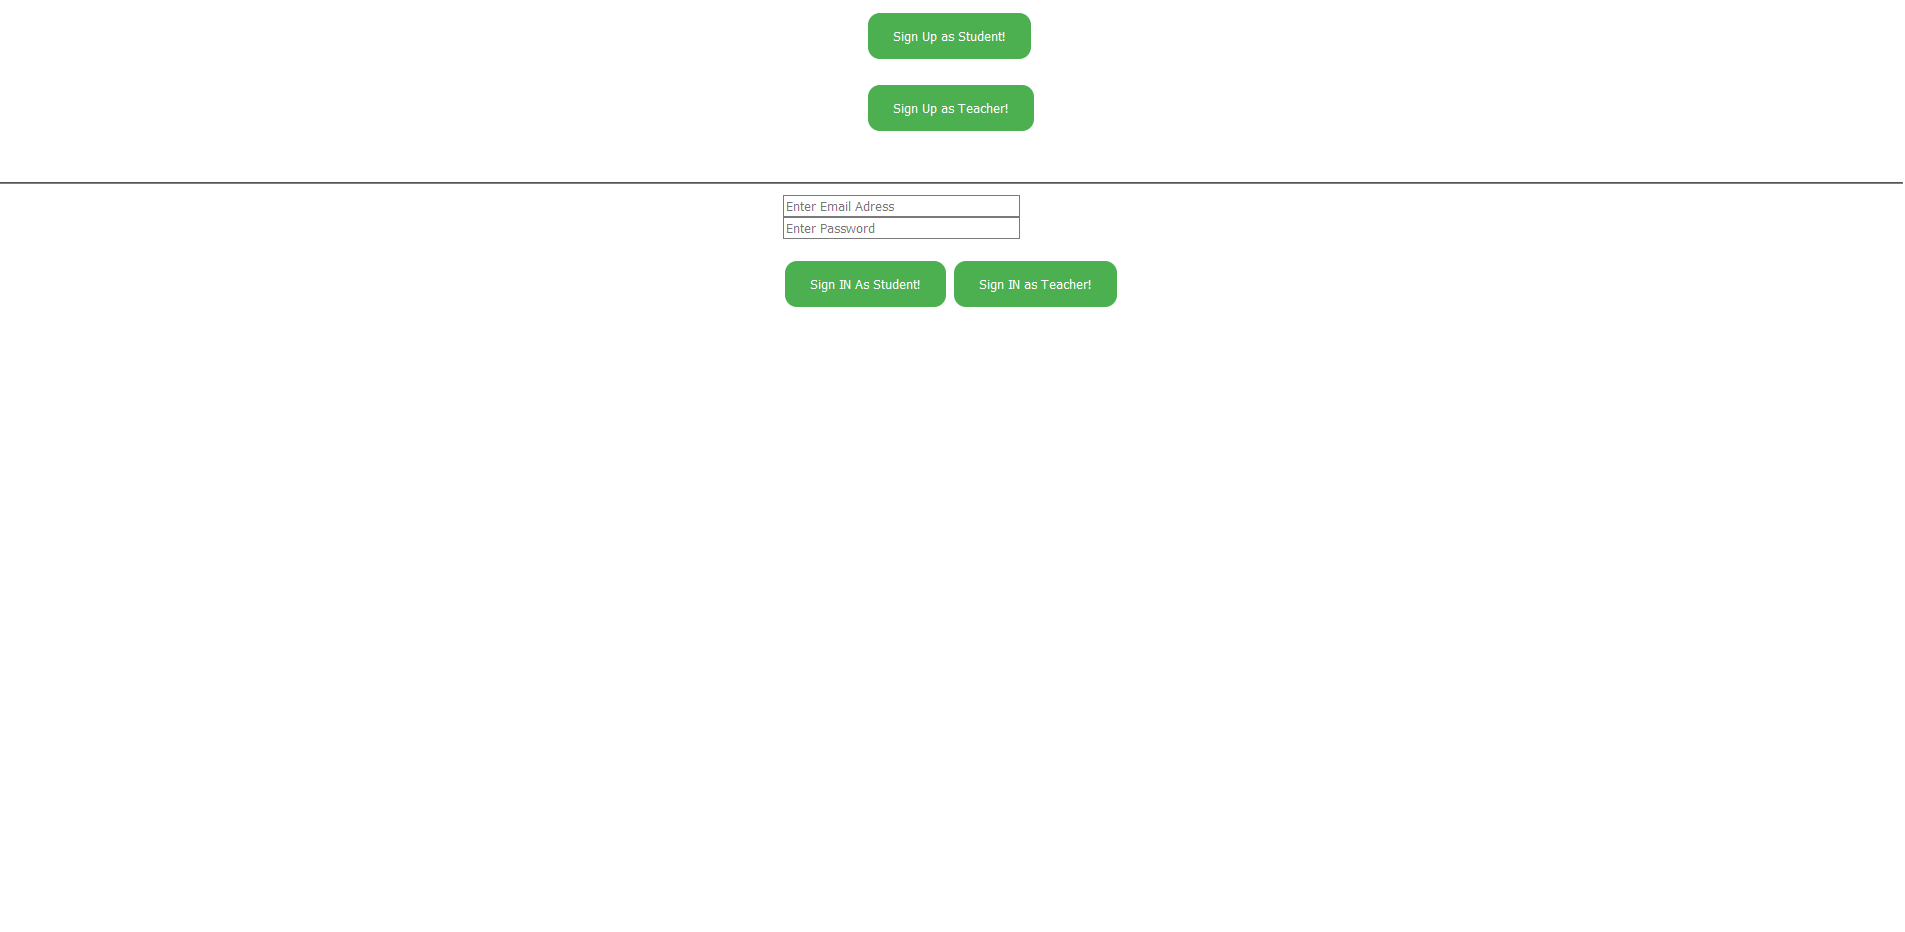 Sign Up as Student!
Sign Up as Teacher!
Enter Email Adress
Enter Password
Sign IN As Student! Sign IN as Teacher!